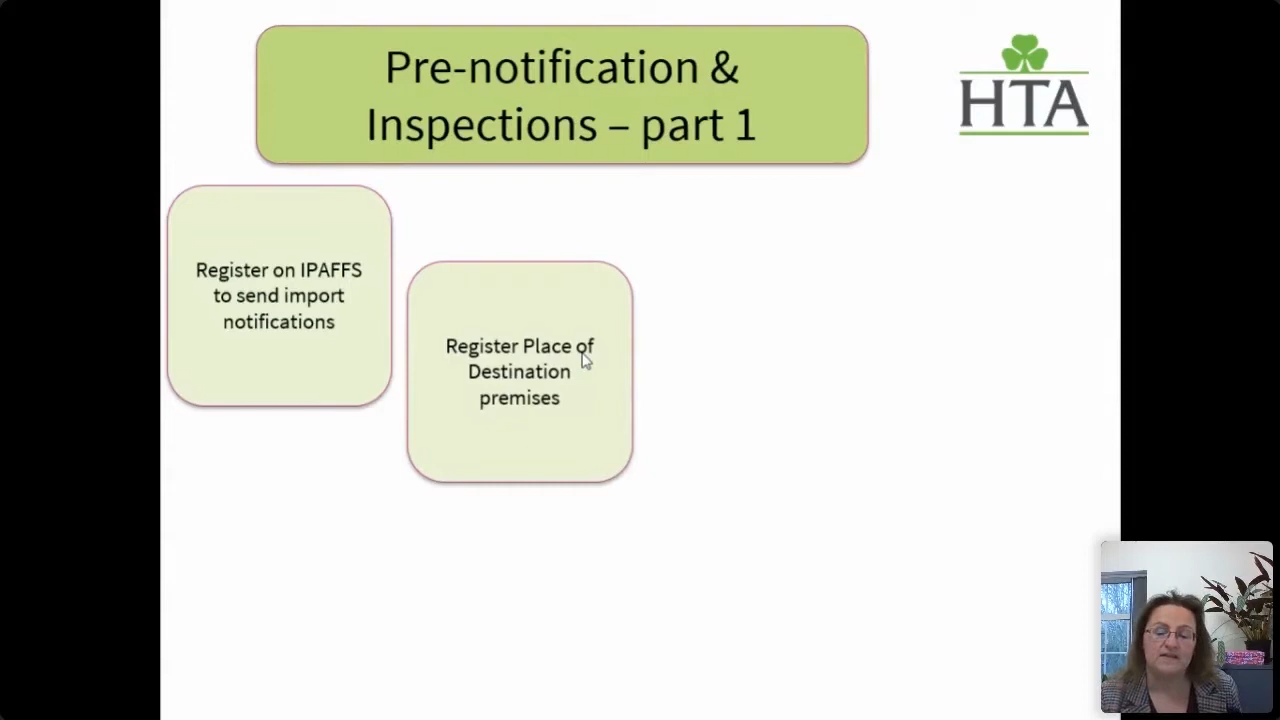 Pre-notification &
Inspections – part 1
HTA
Register on IPAFFS
to send import
notifications
Register Place of
Destination
premises